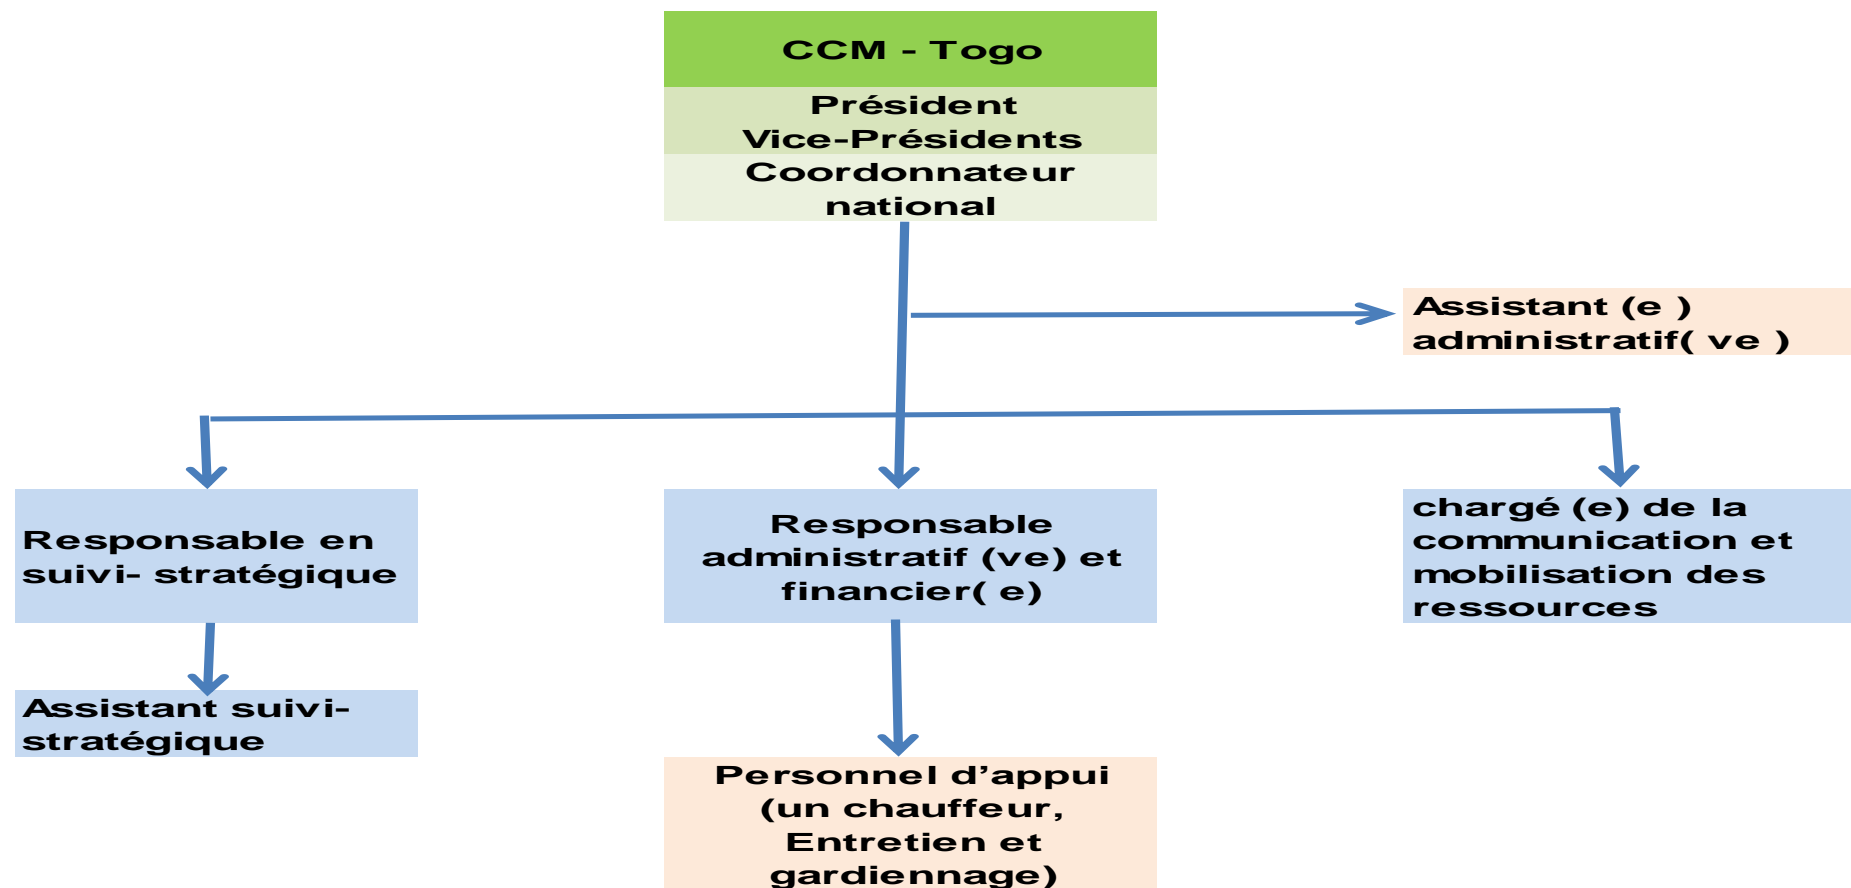 CCM - Togo
Président
Vice-Présidents
Coordonnateur
national
Assistant (e )
administratif( ve )
Responsable en
suivi- stratégique
Responsable
administratif (ve) et
financier( e)
chargé (e) de la
communication et
mobilisation des
ressources
Assistant suivi-
stratégique
Personnel d’appui
(un chauffeur,
Entretien et
gardiennage)